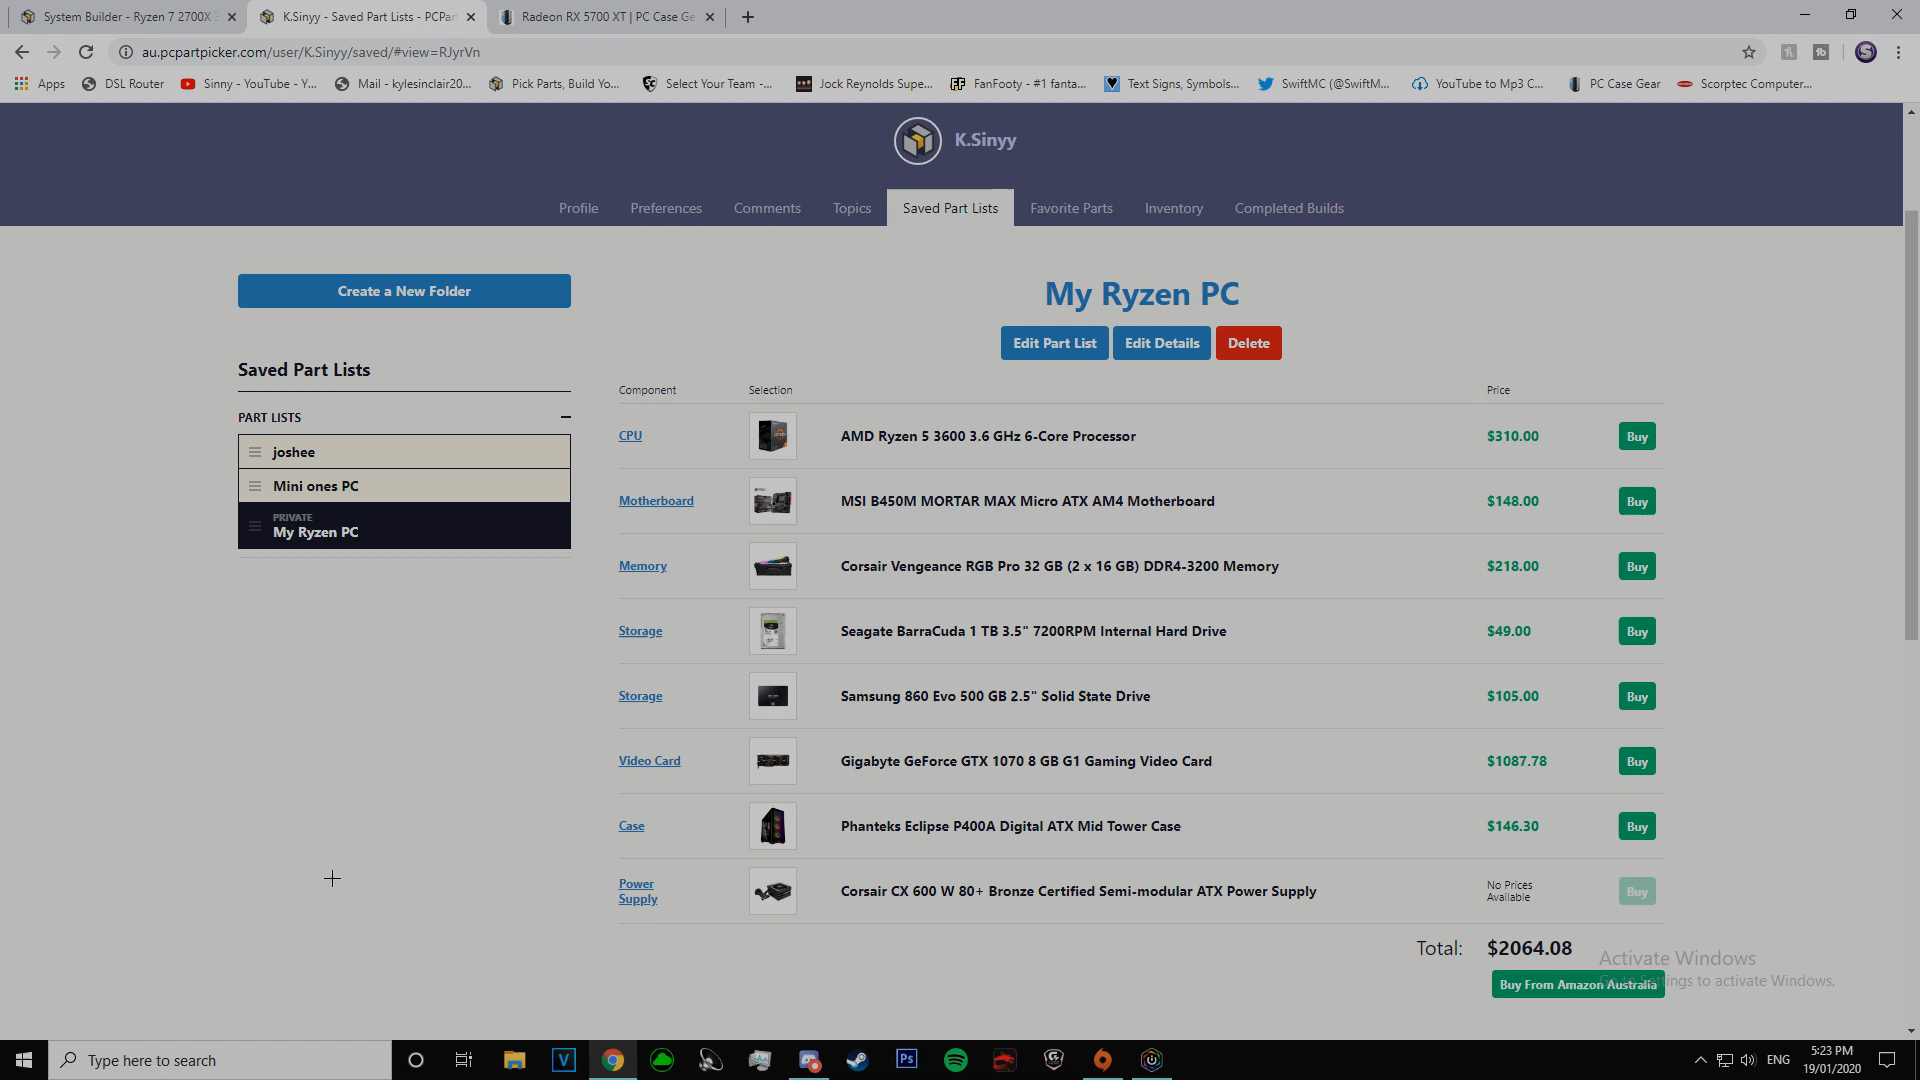 System Builder - Ryzen 7 2700X 3
K.Sinyy - Saved Part Lists - PCPart
Radeon RX 5700 XT | PC Case Ge
au.pcpartpicker.com/user/K.Sinyy/saved/#view=RJyrVn
Apps
DSL Router
Sinny - YouTube - Y...
Mail - kylesinclair20...
Pick Parts, Build Yo...
Select Your Team -...
Jock Reynolds Supe...
FanFooty - #1 fanta...
Text Signs, Symbols...
SwiftMC (@SwiftM...
YouTube to Mp3 C...
PC Case Gear
Scorptec Computer...
K.Sinyy
Profile
Preferences
Comments
Topics
Saved Part Lists
Favorite Parts
Inventory
Completed Builds
Create a New Folder
Saved Part Lists
PART LISTS
joshee
Mini ones PC
PRIVATE
My Ryzen PC
My Ryzen PC
Edit Part List
Edit Details
Delete
Component
Selection
Price
CPU
AMD Ryzen 5 3600 3.6 GHz 6-Core Processor
$310.00
Buy
Motherboard
MSI B450M MORTAR MAX Micro ATX AM4 Motherboard
$148.00
Buy
Memory
Corsair Vengeance RGB Pro 32 GB (2 x 16 GB) DDR4-3200 Memory
$218.00
Buy
Storage
Seagate BarraCuda 1 TB 3.5" 7200RPM Internal Hard Drive
$49.00
Buy
Storage
Samsung 860 Evo 500 GB 2.5" Solid State Drive
$105.00
Buy
Video Card
Gigabyte GeForce GTX 1070 8 GB G1 Gaming Video Card
$1087.78
Buy
Case
Phanteks Eclipse P400A Digital ATX Mid Tower Case
$146.30
Buy
Power
Supply
Corsair CX 600 W 80+ Bronze Certified Semi-modular ATX Power Supply
No Prices
Available
Buy
Total:
$2064.08
Buy From Amazon Australia
Activate Windows
Go to Settings to activate Windows.
Type here to search
ENG
5:23 PM
19/01/2020